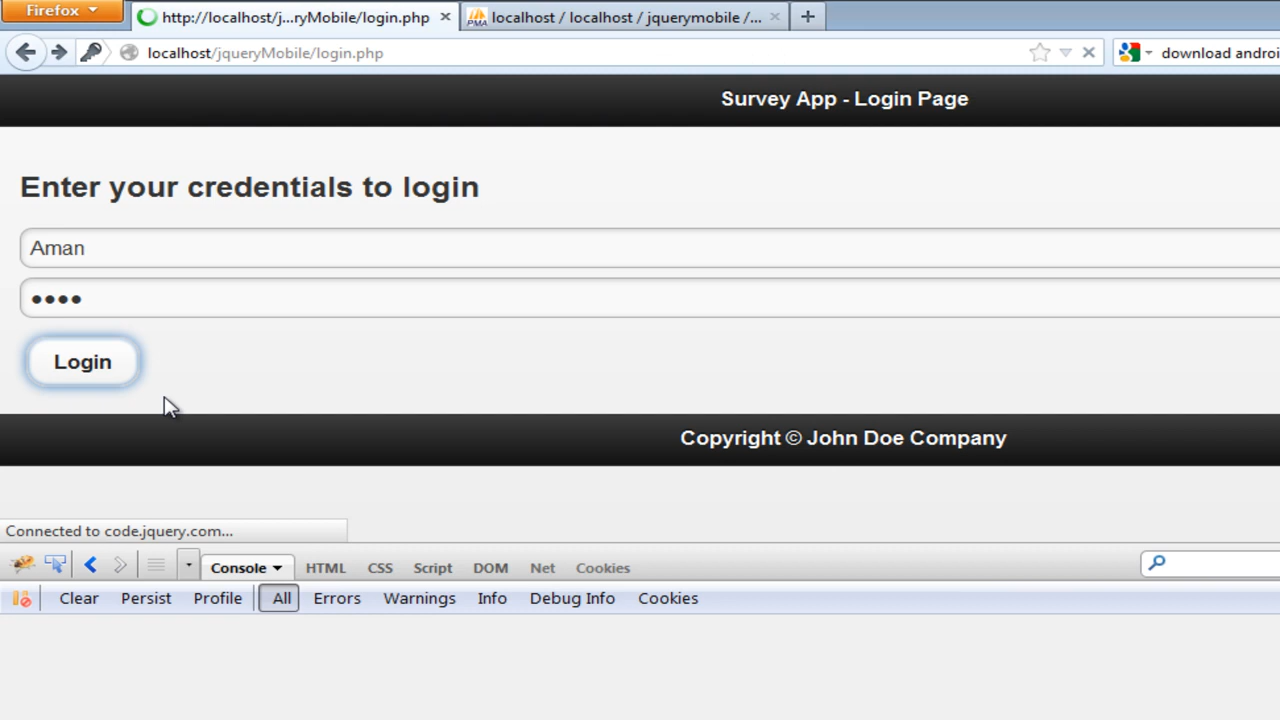 Firefox
http://localhost/j...ryMobile/login.php
localhost / localhost / jquerymobile /...
localhost/jqueryMobile/login.php
download androi
Survey App - Login Page
Enter your credentials to login
Aman
••••
Login
Copyright © John Doe Company
Connected to code.jquery.com...
Console HTML CSS Script DOM Net Cookies
Clear Persist Profile All Errors Warnings Info Debug Info Cookies